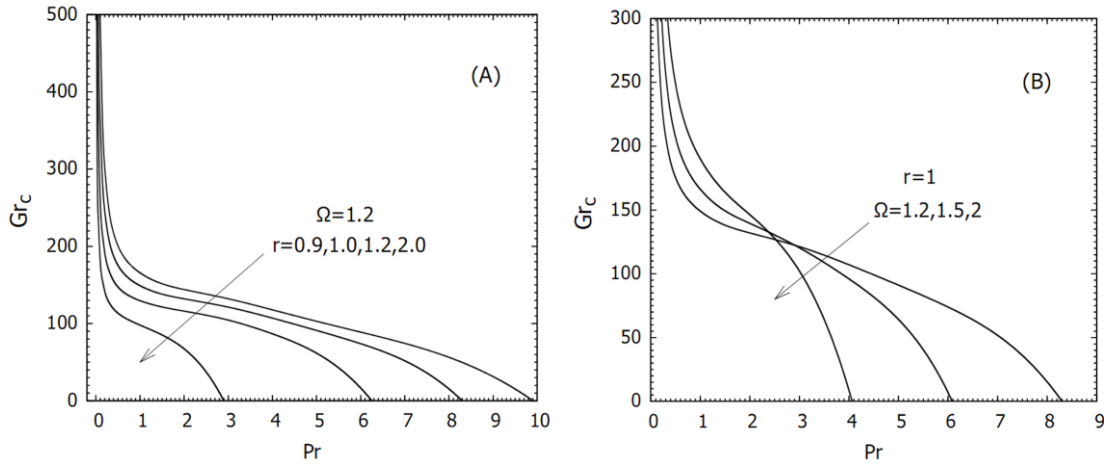 500
400
300
200
100
0
Grc
(A)
Ω=1.2
r=0.9,1.0,1.2,2.0
0 1 2 3 4 5 6 7 8 9 10
Pr
300
250
200
150
100
50
0
Grc
(B)
r=1
Ω=1.2,1.5,2
0 1 2 3 4 5 6 7 8 9
Pr